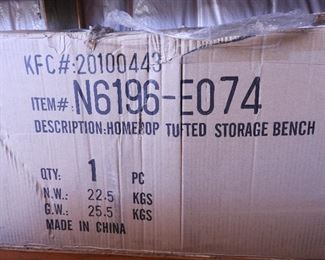 KFC#:20100443
ITEM#: N6196-E074
DESCRIPTION:HOMEPOP TUFTED STORAGE BENCH
QTY: 1 PC
N.W.: 22.5 KGS
G.W.: 25.5 KGS
MADE IN CHINA